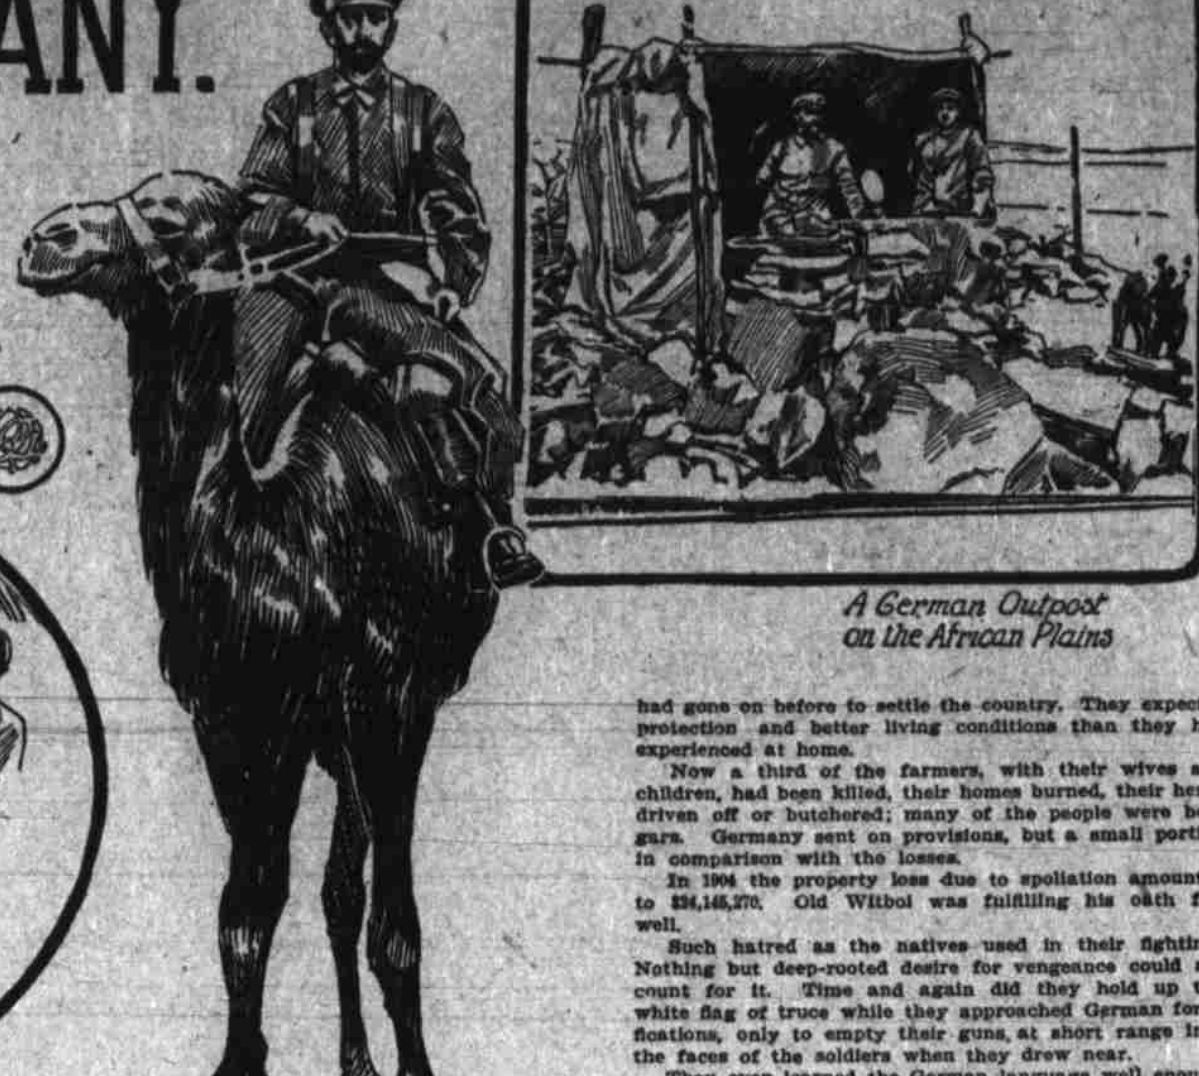 ANY.
A German Outpost
on the African Plains
had gone on before to settle the country. They expec
protection and better living conditions than they
experienced at home.
Now a third of the farmers, with their wives
children, had been killed, their homes burned, their he
driven off or butchered; many of the people were be
gars. Germany sent on provisions, but a small porti
in comparison with the losses.
In 1904 the property loss due to spoliation amoun
to Old Witboi was fulfilling his oath f
well.
Such hatred as the natives used in their fightin
Nothing but deep-rooted desire for vengeance could
count for it. Time and again did they hold up
white flag of truce while they approached German for
fications, only to empty their guns, at short range in
the faces of the soldiers when they drew near.
They even learned the German language well